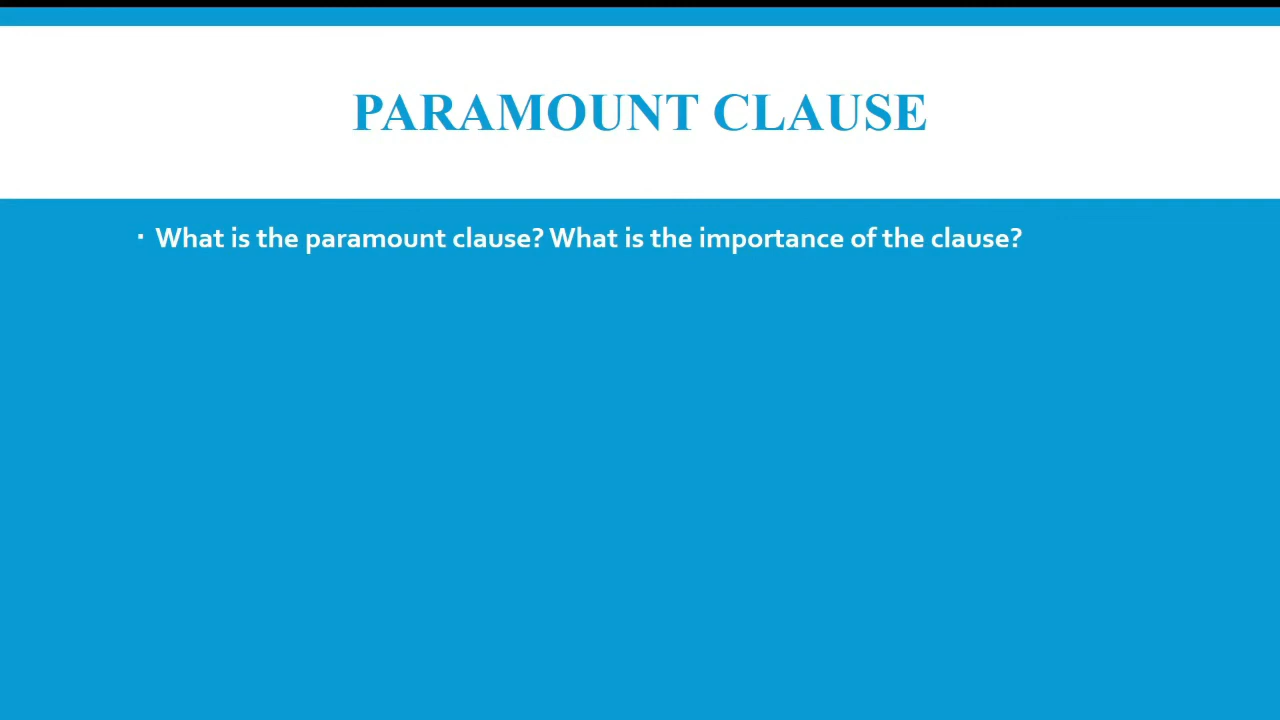 PARAMOUNT CLAUSE
▪ What is the paramount clause? What is the importance of the clause?